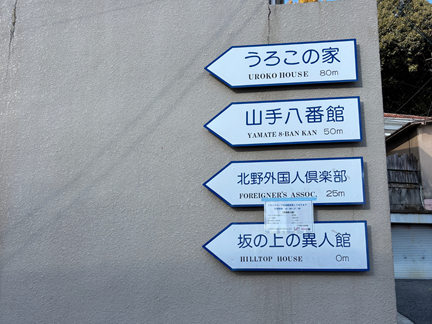 うろこの家
UROKO HOUSE 80m
山手八番館
YAMATE 8-BAN KAN 50m
北野外国人倶楽部
FOREIGNER'S ASSOC. 25m
坂の上の異人館
HILLTOP HOUSE 0m